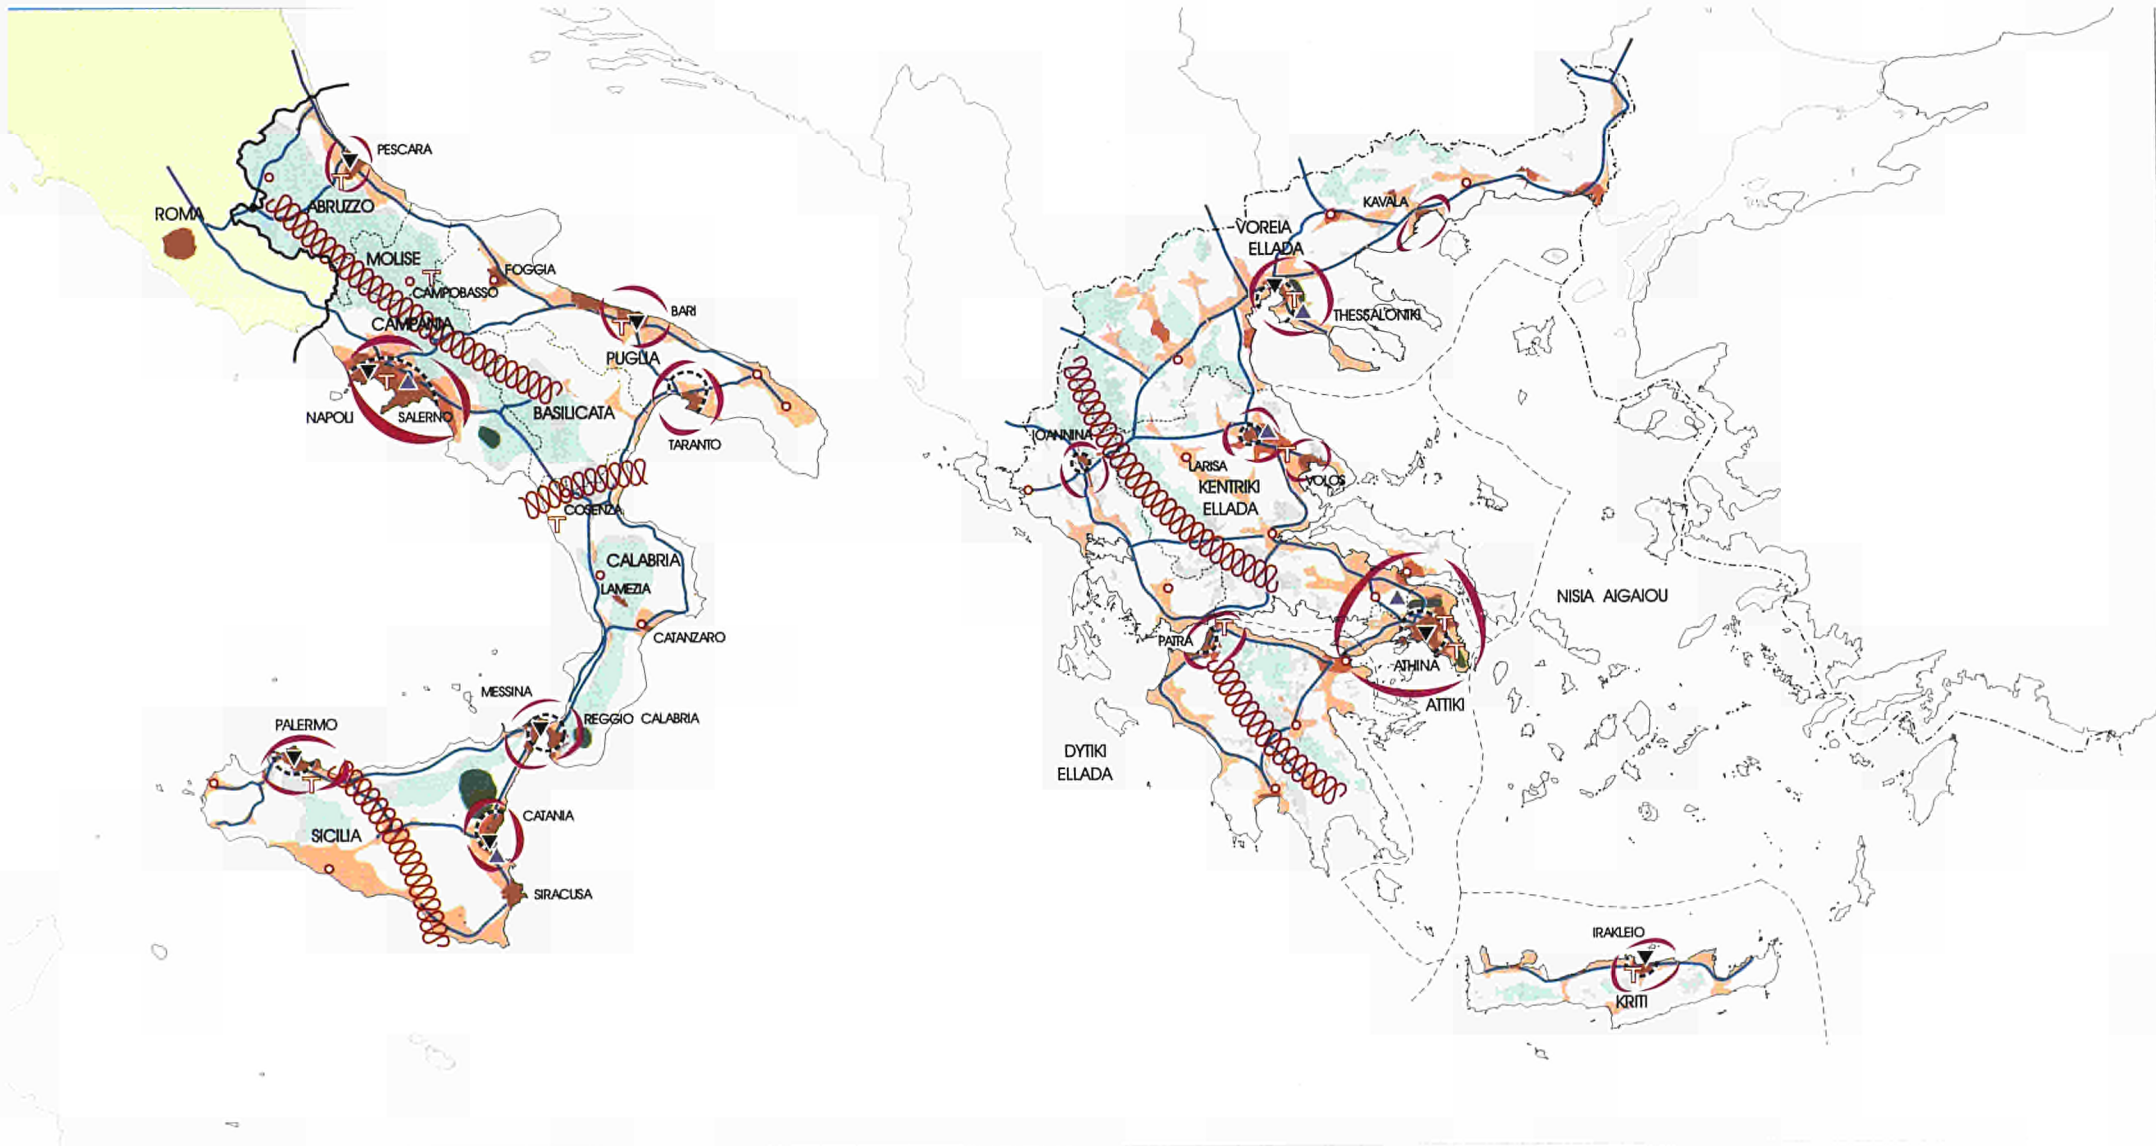 PESCARA
ROMA
ABRUZZO
MOLISE
FOGGIA
CAMPOBASSO
CAMPANIA
BARI
PUGLIA
NAPOLI
SALERNO
BASILICATA
TARANTO
COSENZA
CALABRIA
LAMEZIA
CATANZARO
MESSINA
REGGIO CALABRIA
PALERMO
CATANIA
SICILIA
SIRACUSA
KAVALA
VOREIA
ELLADA
THESSALONIKI
IOANNINA
LARISA
VOLOS
KENTRIKI
ELLADA
NISIA AIGAIOU
PATRA
ATHINA
ATTIKI
DYTIKI
ELLADA
IRAKLEIO
KRITI